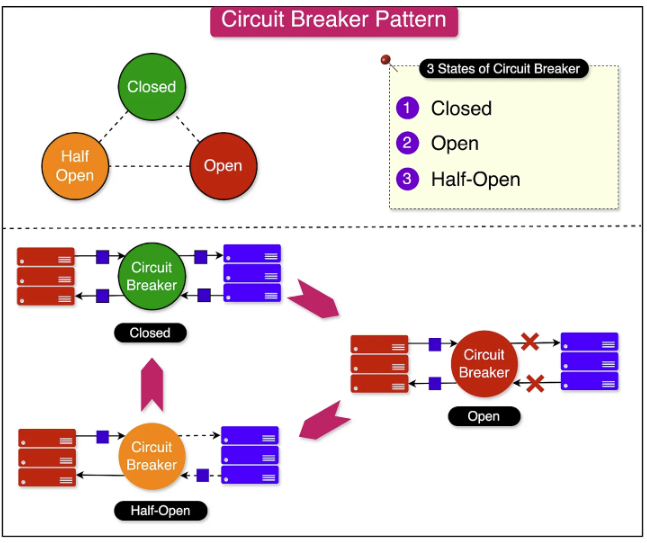 Circuit Breaker Pattern
Closed
Half
Open
Open
3 States of Circuit Breaker
1 Closed
2 Open
3 Half-Open
Circuit
Breaker
Closed
Circuit
Breaker
Open
Circuit
Breaker
Half-Open